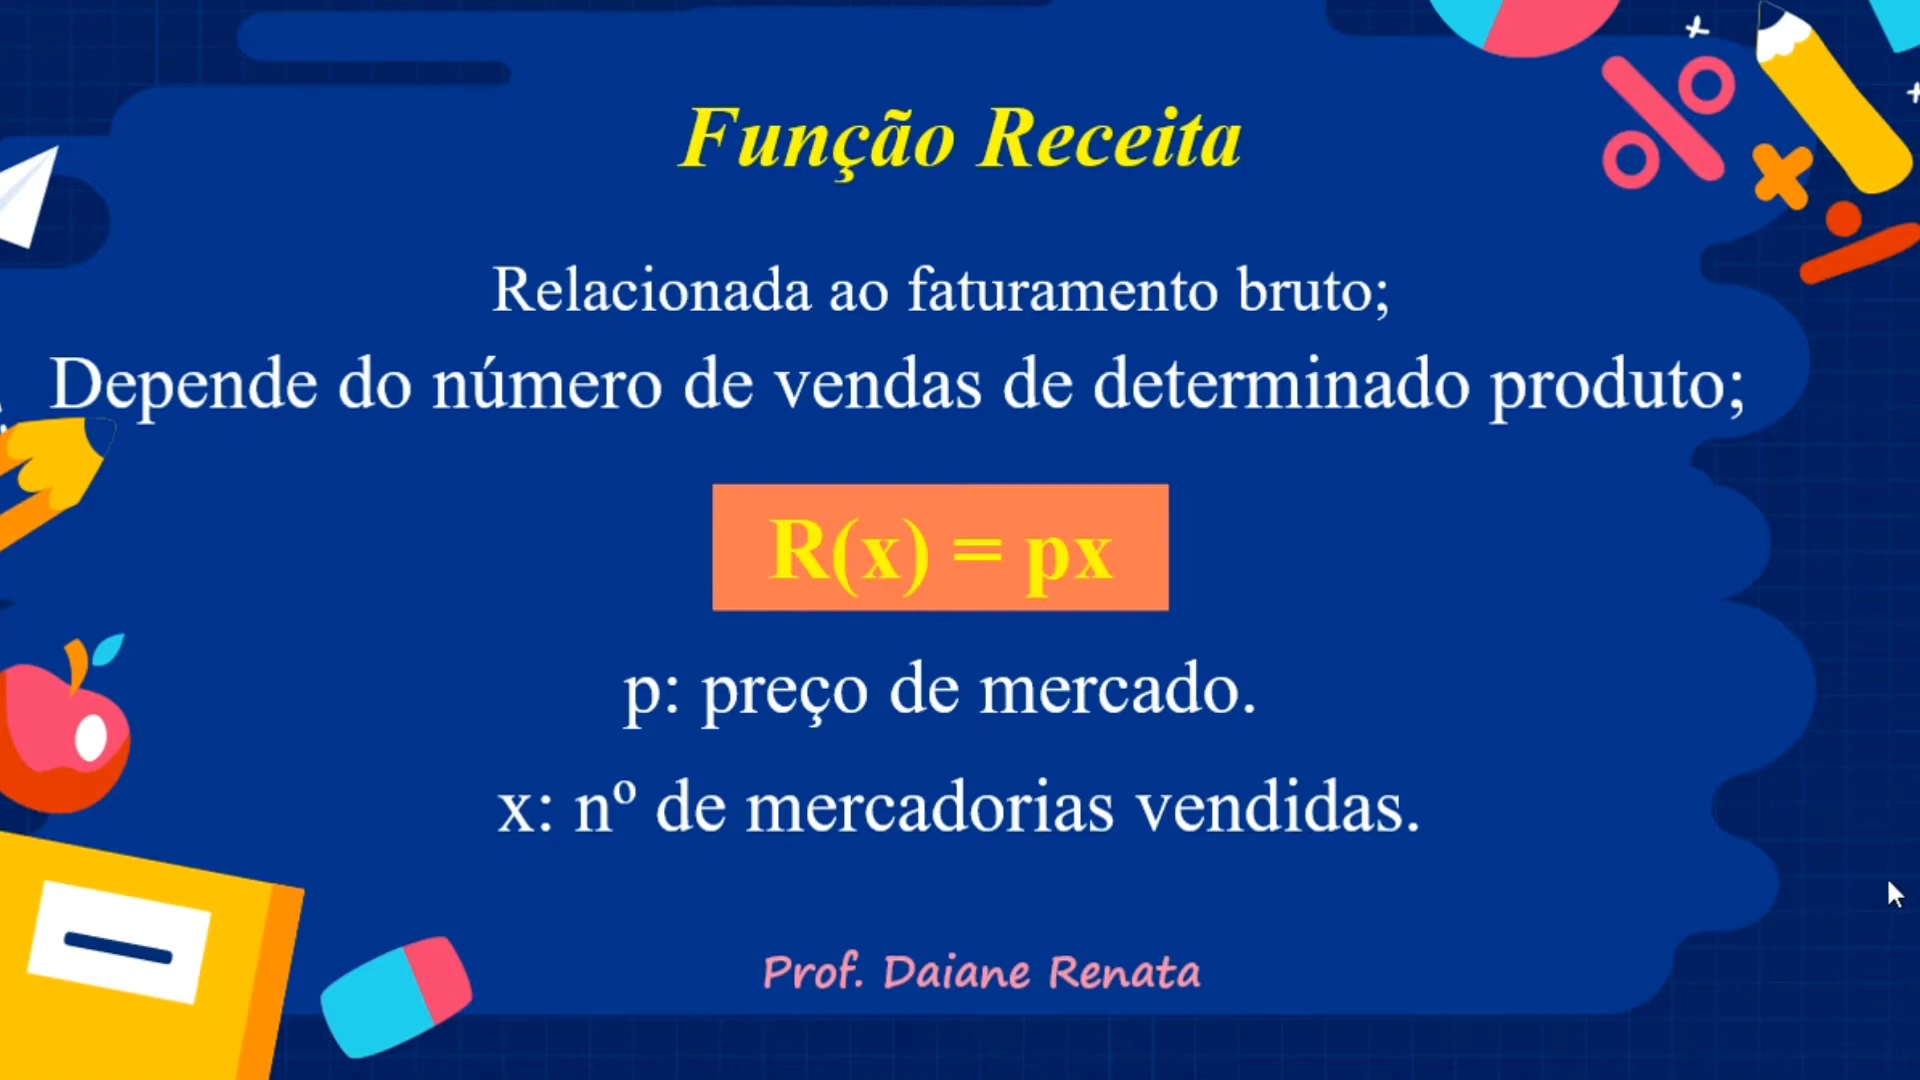 Função Receita
Relacionada ao faturamento bruto;
Depende do número de vendas de determinado produto;
R(x) = px
p: preço de mercado.
x: nº de mercadorias vendidas.
Prof. Daiane Renata